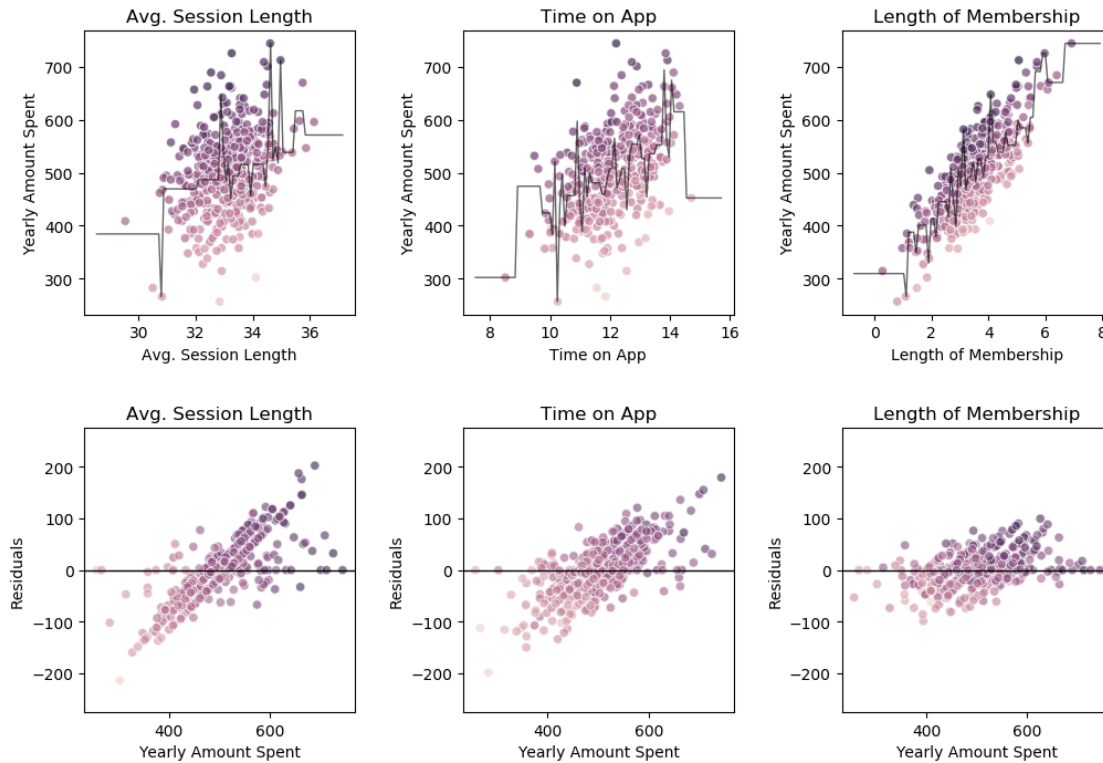 Avg. Session Length
Time on App
Length of Membership
Yearly Amount Spent
700
600
500
400
300
30
32
34
36
Avg. Session Length
Yearly Amount Spent
700
600
500
400
300
8
10
12
14
16
Time on App
Yearly Amount Spent
700
600
500
400
300
0
2
4
6
8
Length of Membership
Avg. Session Length
Time on App
Length of Membership
Residuals
200
100
0
−100
−200
400
600
Yearly Amount Spent
Residuals
200
100
0
−100
−200
400
600
Yearly Amount Spent
Residuals
200
100
0
−100
−200
400
600
Yearly Amount Spent